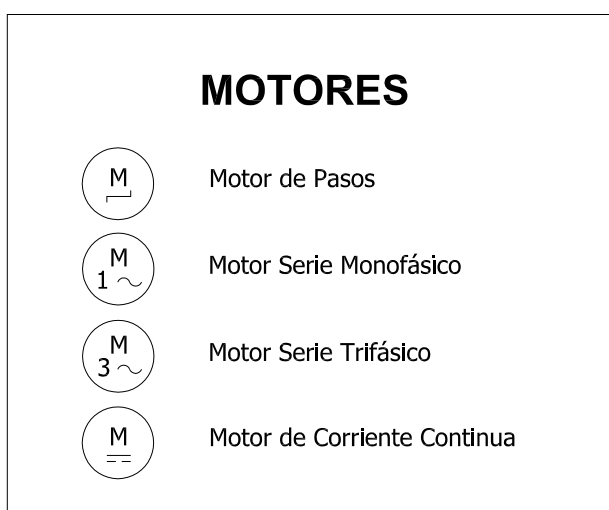 MOTORES
M
Motor de Pasos
M
1 ~
Motor Serie Monofásico
M
3 ~
Motor Serie Trifásico
M
Motor de Corriente Continua